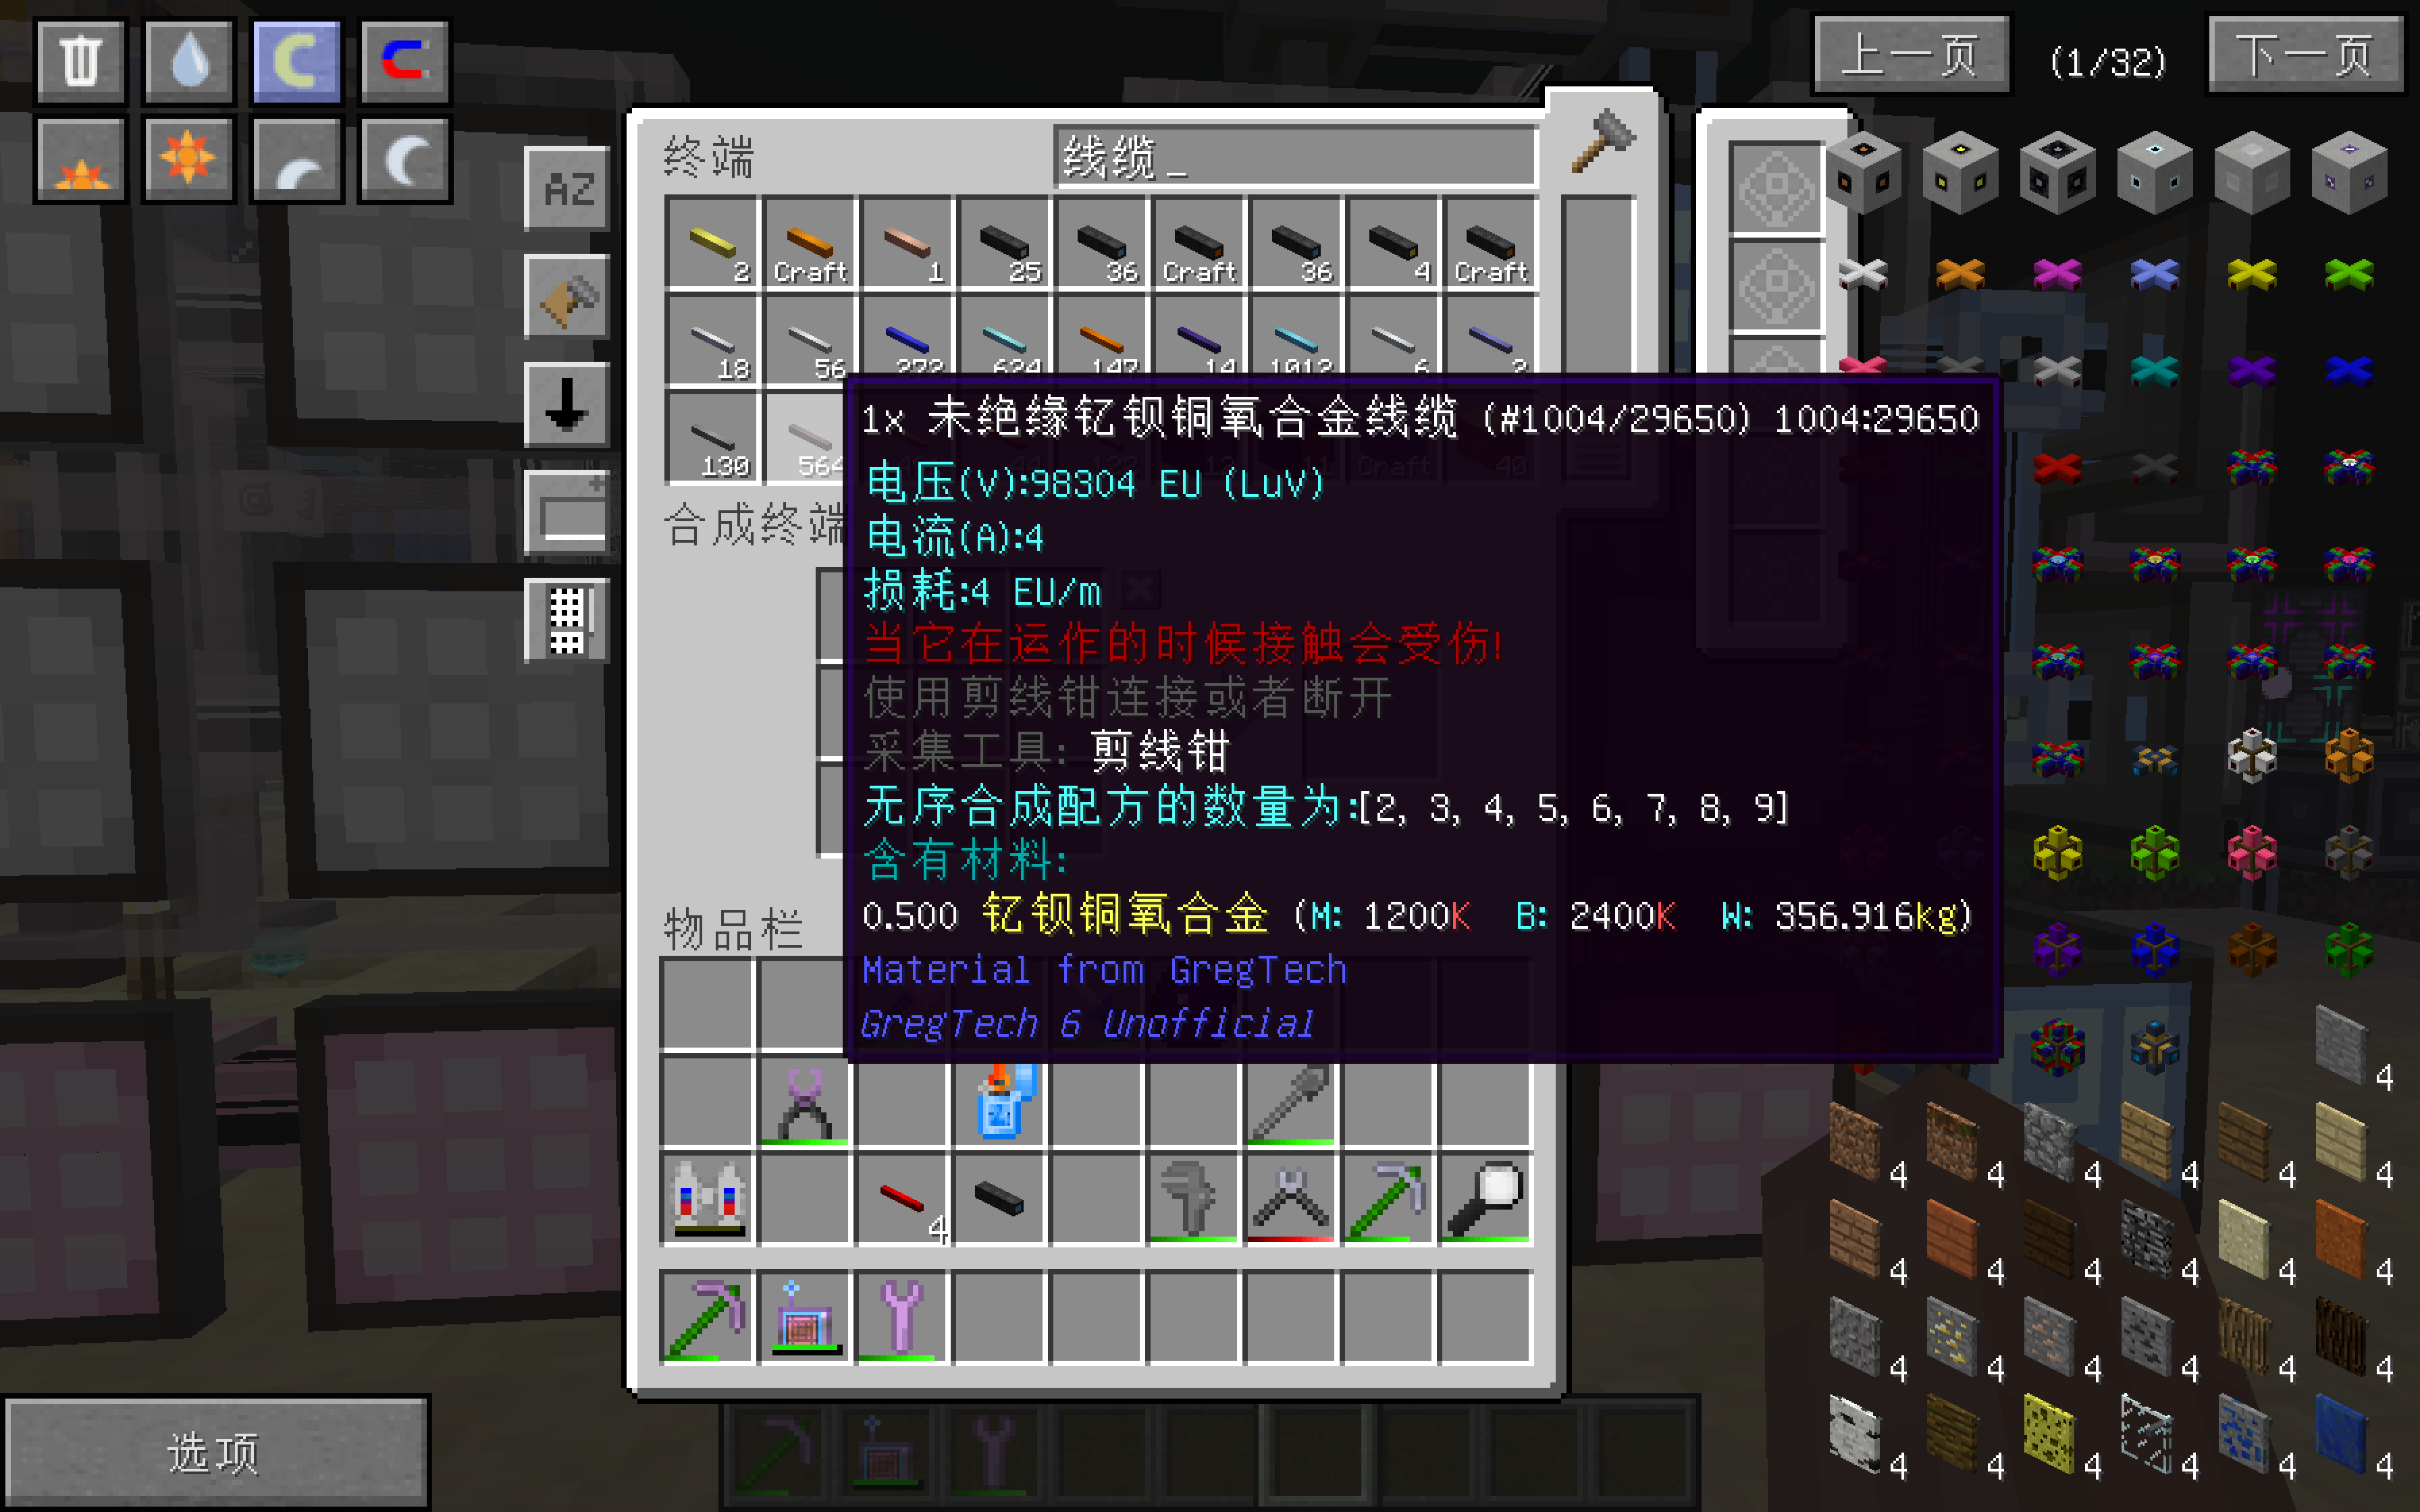 上一页
(1/32)
下一页
终端
线缆_
AZ
2
Craft
1
25
36
Craft
36
4
Craft
18
56
272
624
147
14
1012
6
2
130
564
Craft
40
1x 未绝缘钇钡铜氧合金线缆 (#1004/29650) 1004:29650
电压(V):98304 EU (LuV)
电流(A):4
损耗:4 EU/m
当它在运作的时候接触会受伤!
使用剪线钳连接或者断开
采集工具: 剪线钳
无序合成配方的数量为:[2, 3, 4, 5, 6, 7, 8, 9]
含有材料:
0.500 钇钡铜氧合金 (M: 1200K B: 2400K W: 356.916kg)
Material from GregTech
GregTech 6 Unofficial
合成终端
物品栏
4
4
4 4 4 4 4 4
4 4 4 4 4 4
4 4 4 4 4 4
4 4 4 4 4 4
选项